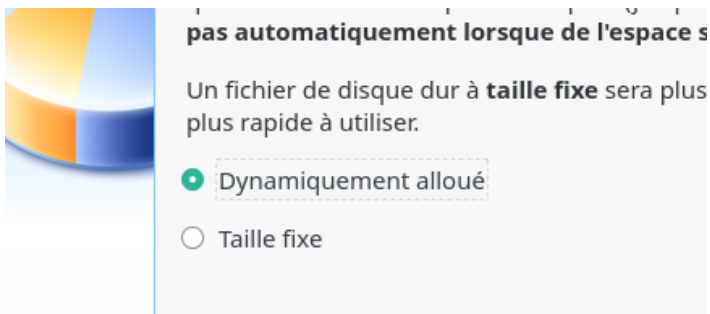 pas automatiquement lorsque de l'espace s
Un fichier de disque dur à taille fixe sera plus
plus rapide à utiliser.
Dynamiquement alloué
Taille fixe